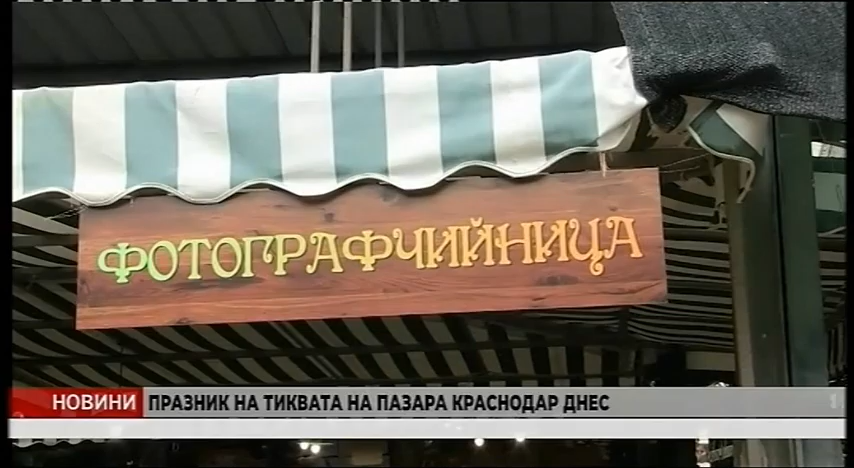 ФОТОГРАФЧИЙНИЦА
НОВИНИ ПРАЗНИК НА ТИКВАТА НА ПАЗАРА КРАСНОДАР ДНЕС